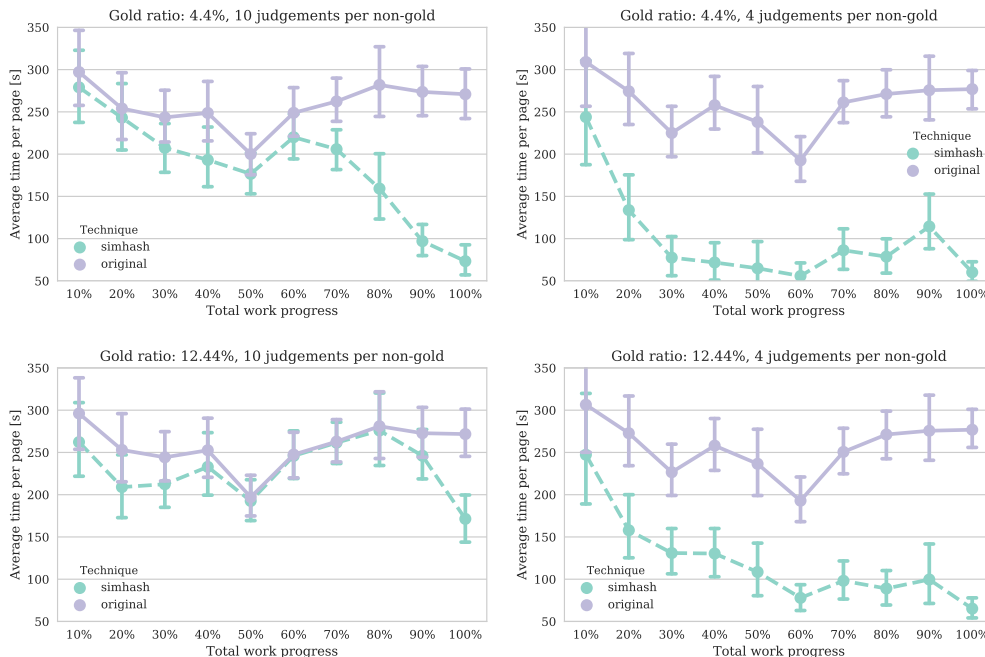 Gold ratio: 4.4%, 10 judgements per non-gold
350
300
250
200
150
100
50
Average time per page [s]
Technique
simhash
original
10% 20% 30% 40% 50% 60% 70% 80% 90% 100%
Total work progress
Gold ratio: 4.4%, 4 judgements per non-gold
350
300
250
200
150
100
50
Average time per page [s]
Technique
simhash
original
10% 20% 30% 40% 50% 60% 70% 80% 90% 100%
Total work progress
Gold ratio: 12.44%, 10 judgements per non-gold
350
300
250
200
150
100
50
Average time per page [s]
Technique
simhash
original
10% 20% 30% 40% 50% 60% 70% 80% 90% 100%
Total work progress
Gold ratio: 12.44%, 4 judgements per non-gold
350
300
250
200
150
100
50
Average time per page [s]
Technique
simhash
original
10% 20% 30% 40% 50% 60% 70% 80% 90% 100%
Total work progress